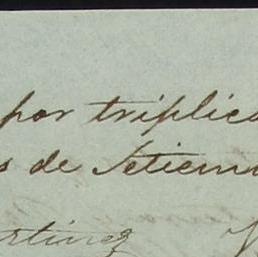 por triplica
s de Setiem
rtinez